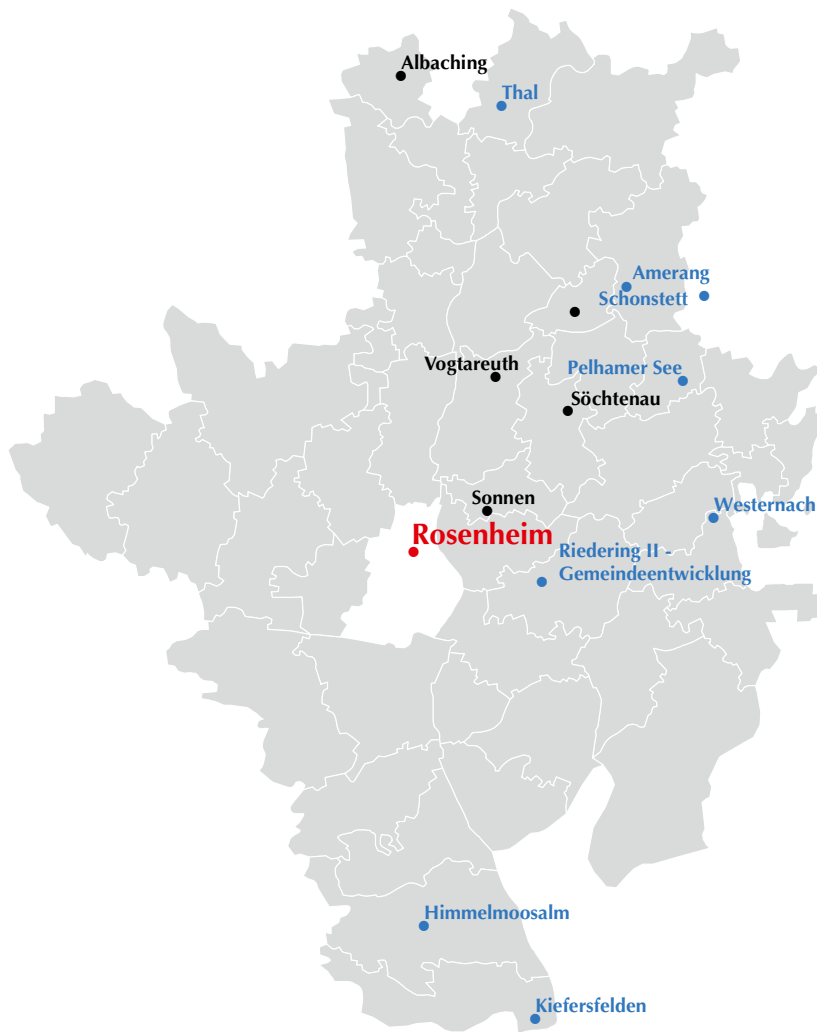 Albaching
Thal
Amerang
Schonstett
Vogtareuth
Pelhamer See
Söchtenau
Sonnen
Westernach
Rosenheim
Riedering II -
Gemeindeentwicklung
Himmelmoosalm
Kiefersfelden